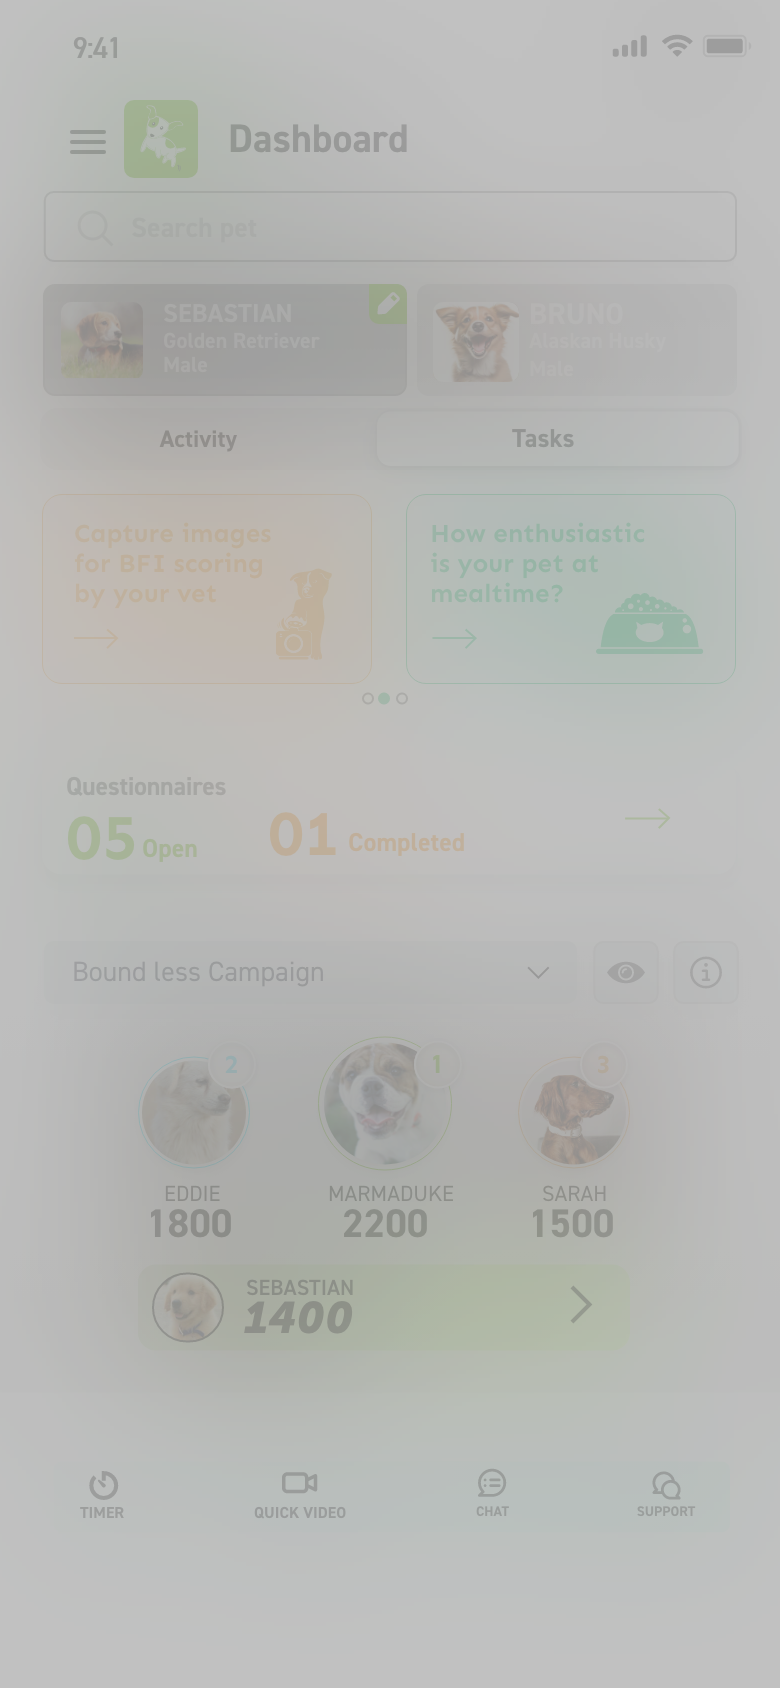 9:41
Dashboard
Search pet
SEBASTIAN
Golden Retriever
Male
BRUNO
Alaskan Husky
Male
Activity
Tasks
Capture images
for BFI scoring
by your vet
How enthusiastic
is your pet at
mealtime?
Questionnaires
05 Open
01 Completed
Bound less Campaign
2
1
3
EDDIE
1800
MARMADUKE
2200
SARAH
1500
SEBASTIAN
1400
TIMER
QUICK VIDEO
CHAT
SUPPORT